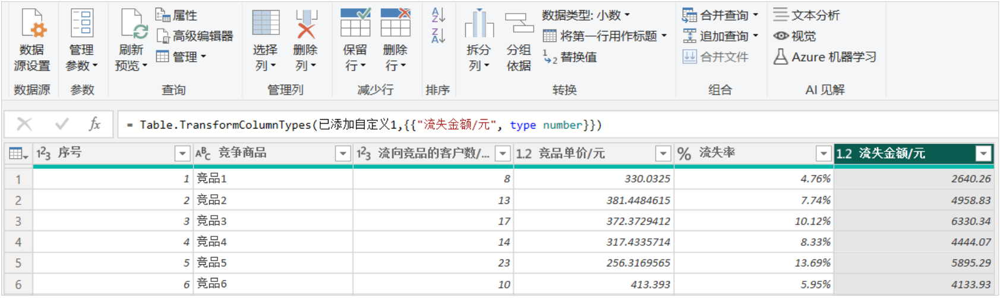 数据
源设置
数据源
管理
参数
参数
刷新
预览
属性
高级编辑器
管理
查询
选择
列
删除
列
管理列
保留
行
删除
行
减少行
A
Z
Z
A
排序
拆分
列
分组
依据
数据类型: 小数
将第一行用作标题
1
2 替换值
转换
合并查询
追加查询
合并文件
组合
文本分析
视觉
Azure 机器学习
AI 见解
fx = Table.TransformColumnTypes(已添加自定义1,{{"流失金额/元", type number}})
123 序号 ABC 竞争商品 123 流向竞品的客户数/... 1.2 竞品单价/元 % 流失率 1.2 流失金额/元
1 1 竞品1 8 330.0325 4.76% 2640.26
2 2 竞品2 13 381.4484615 7.74% 4958.83
3 3 竞品3 17 372.3729412 10.12% 6330.34
4 4 竞品4 14 317.4335714 8.33% 4444.07
5 5 竞品5 23 256.3169565 13.69% 5895.29
6 6 竞品6 10 413.393 5.95% 4133.93